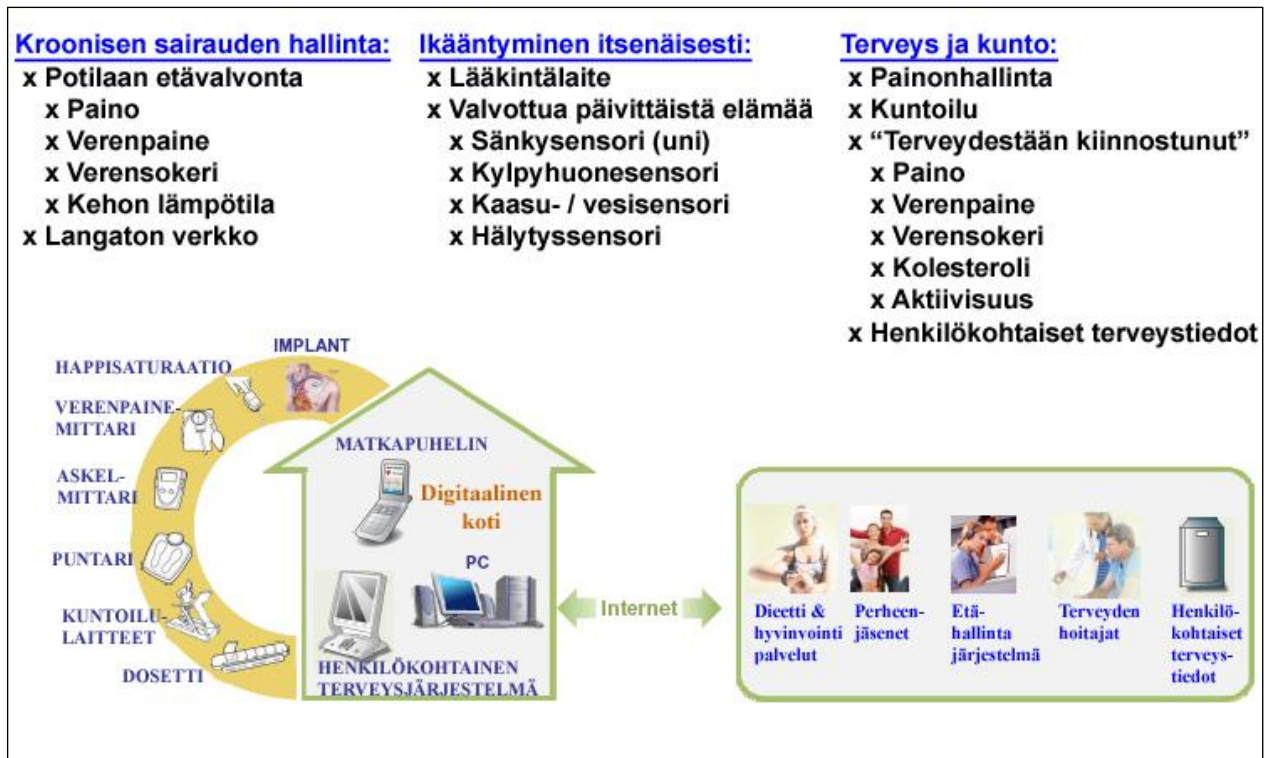 Kroonisen sairauden hallinta:
x Potilaan etävalvonta
x Paino
x Verenpaine
x Verensokeri
x Kehon lämpötila
x Langaton verkko
Ikääntyminen itsenäisesti:
x Lääkintälaite
x Valvottua päivittäistä elämää
x Sänkysensori (uni)
x Kylpyhuonesensori
x Kaasu- / vesisensori
x Hälytyssensori
Terveys ja kunto:
x Painonhallinta
x Kuntoilu
x “Terveydestään kiinnostunut”
x Paino
x Verenpaine
x Verensokeri
x Kolesteroli
x Aktiivisuus
x Henkilökohtaiset terveystiedot
IMPLANT
HAPPISATURAATIO
VERENPAINE-
MITTARI
ASKEL-
MITTARI
PUNTARI
KUNTOILU-
LAITTEET
DOSETTI
MATKAPUHELIN
Digitaalinen
koti
PC
HENKILÖKOHTAINEN
TERVEYSJÄRJESTELMÄ
Internet
Dieetti &
hyvinvointi
palvelut
Perheen-
jäsenet
Etä-
hallinta
järjestelmä
Terveyden
hoitajat
Henkilö-
kohtaiset
terveys-
tiedot